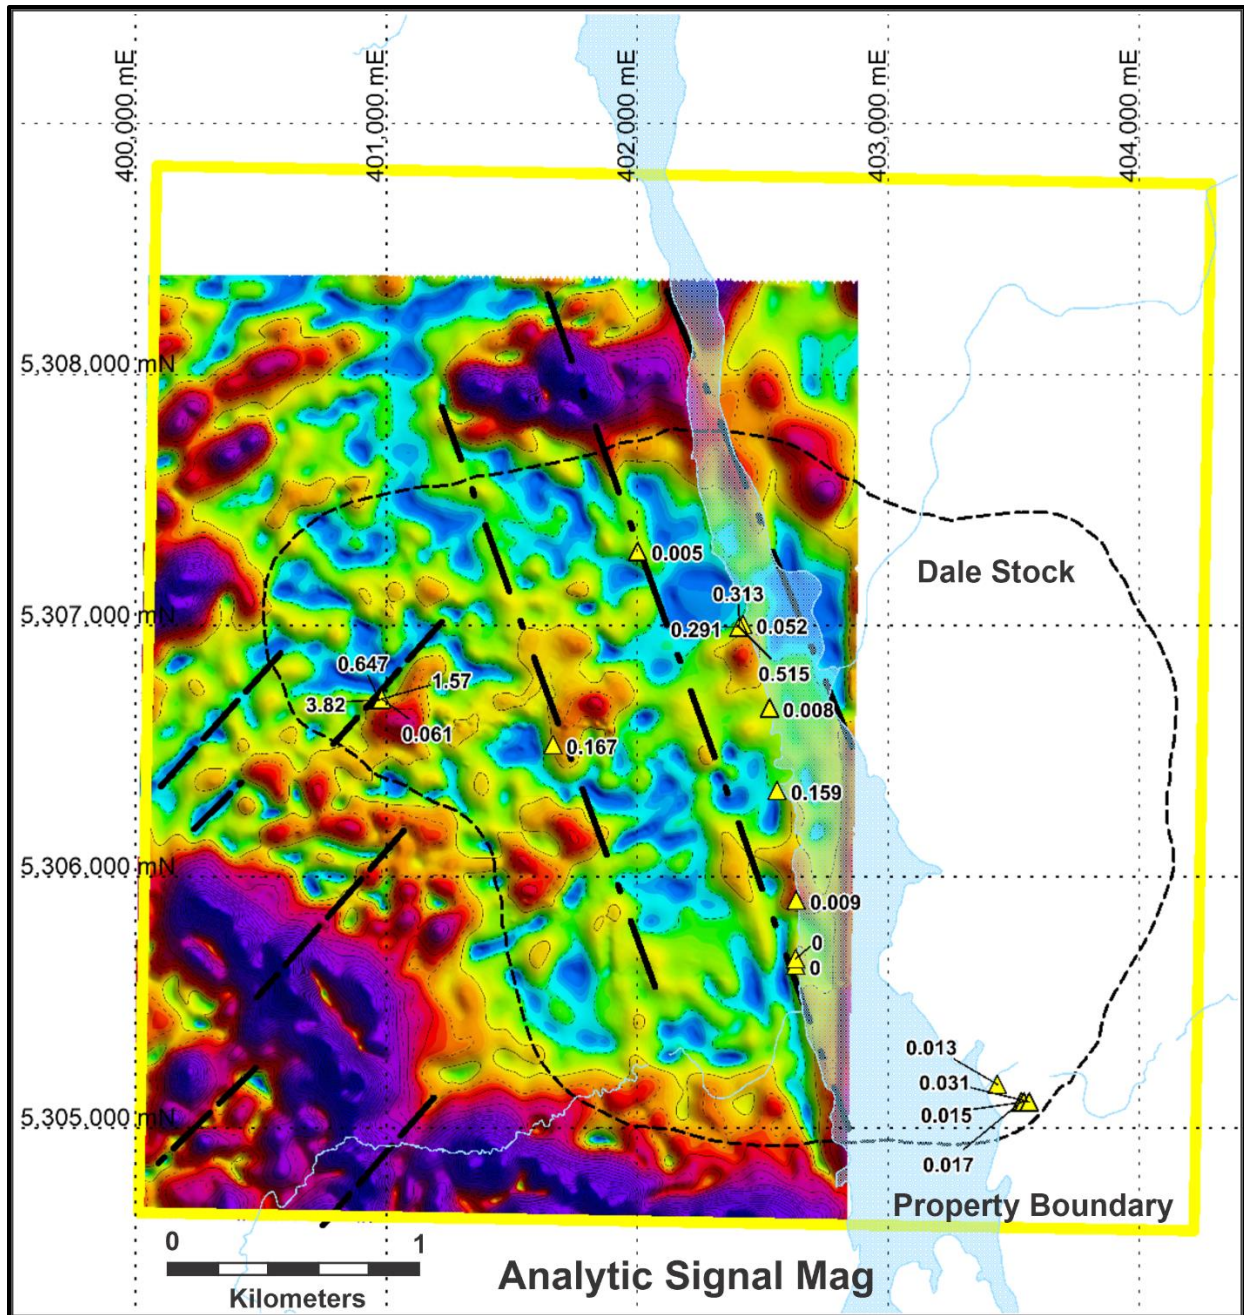 400,000 mE
401,000 mE
402,000 mE
403,000 mE
404,000 mE
5,308,000 mN
0.005
Dale Stock
0.313
5,307,000 mN
0.291
0.052
0.515
0.647
1.57
3.82
0.061
0.008
0.167
0.159
5,306,000 mN
0.009
0
0
0.013
0.031
5,305,000 mN
0.015
0.017
Property Boundary
0 1
Kilometers
Analytic Signal Mag